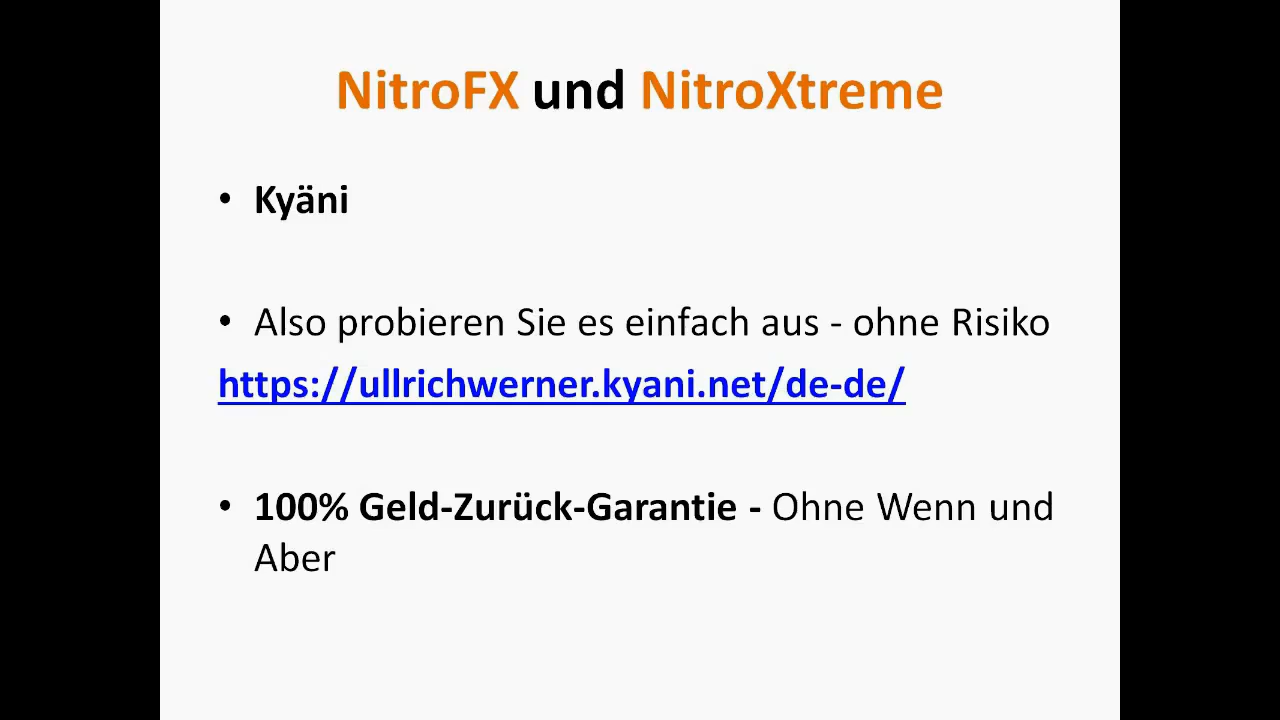 NitroFX und NitroXtreme
• Kyäni
• Also probieren Sie es einfach aus - ohne Risiko
https://ullrichwerner.kyani.net/de-de/
• 100% Geld-Zurück-Garantie - Ohne Wenn und
Aber